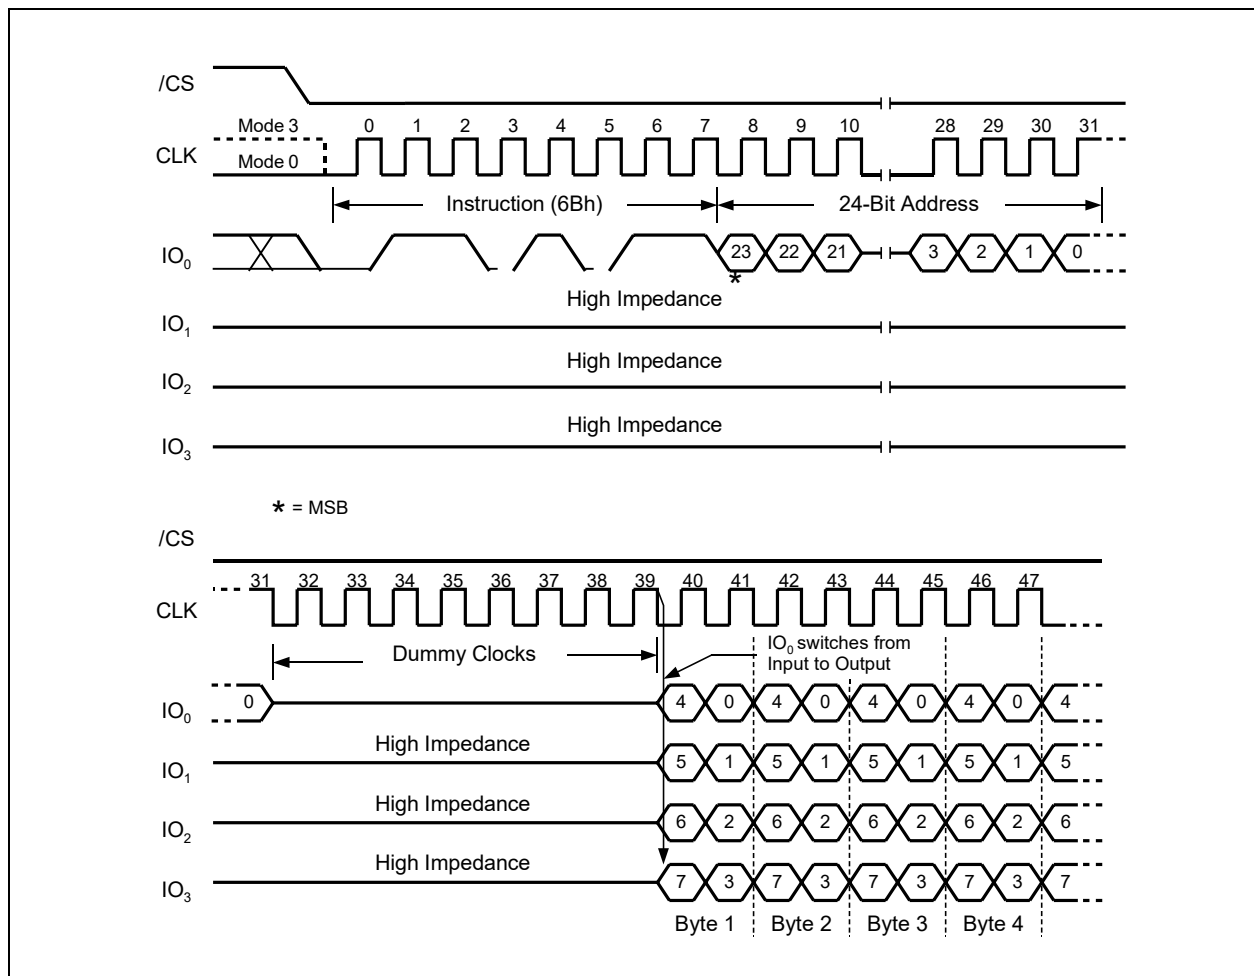 /CS
Mode 3 0 1 2 3 4 5 6 7 8 9 10 28 29 30 31
CLK
Mode 0
Instruction (6Bh) 24-Bit Address
IO0 23 22 21 3 2 1 0
*
High Impedance
IO1
High Impedance
IO2
High Impedance
IO3
* = MSB
/CS
31 32 33 34 35 36 37 38 39 40 41 42 43 44 45 46 47
CLK
Dummy Clocks
IO0 switches from
Input to Output
IO0 0 4 0 4 0 4 0 4 0 4
High Impedance
IO1 5 1 5 1 5 1 5 1 5
High Impedance
IO2 6 2 6 2 6 2 6 2 6
High Impedance
IO3 7 3 7 3 7 3 7 3 7
Byte 1 Byte 2 Byte 3 Byte 4